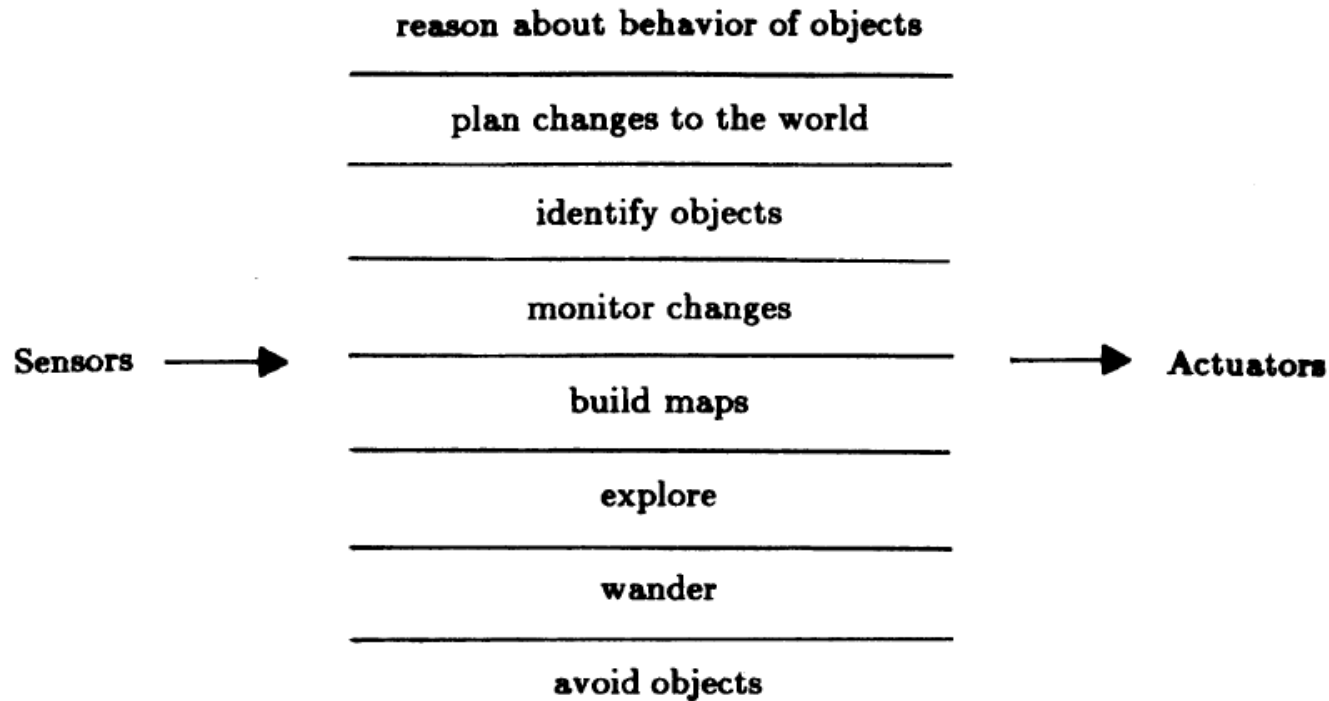 reason about behavior of objects
plan changes to the world
identify objects
monitor changes
Sensors
Actuators
build maps
explore
wander
avoid objects